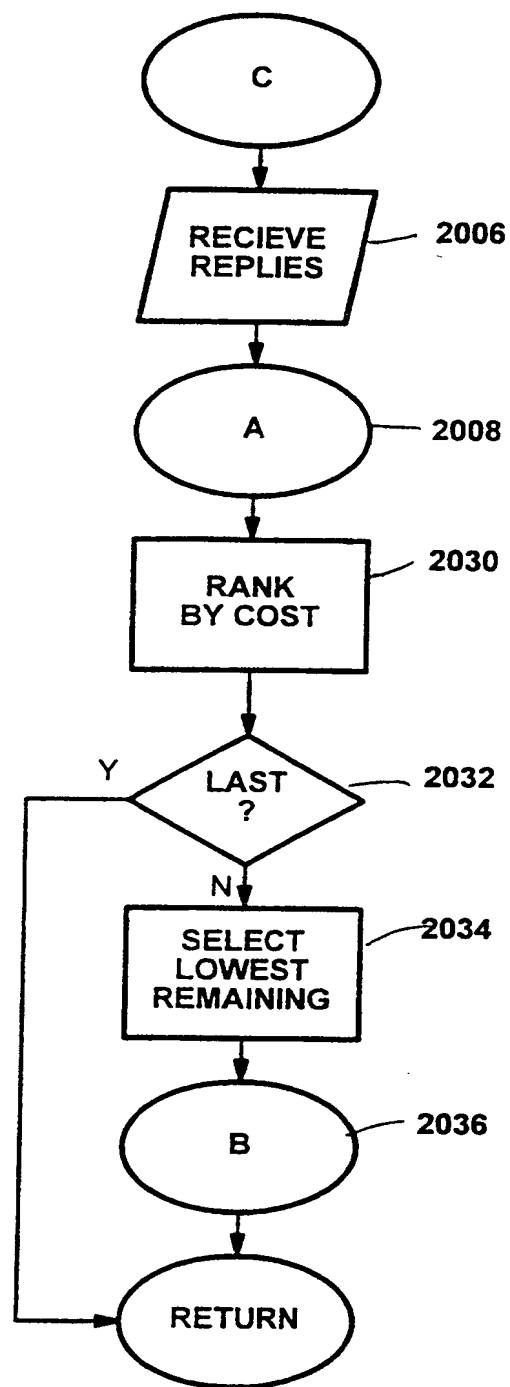 C
RECIEVE
REPLIES
2006
A
2008
RANK
BY COST
2030
Y
LAST
?
2032
N
SELECT
LOWEST
REMAINING
2034
B
2036
RETURN